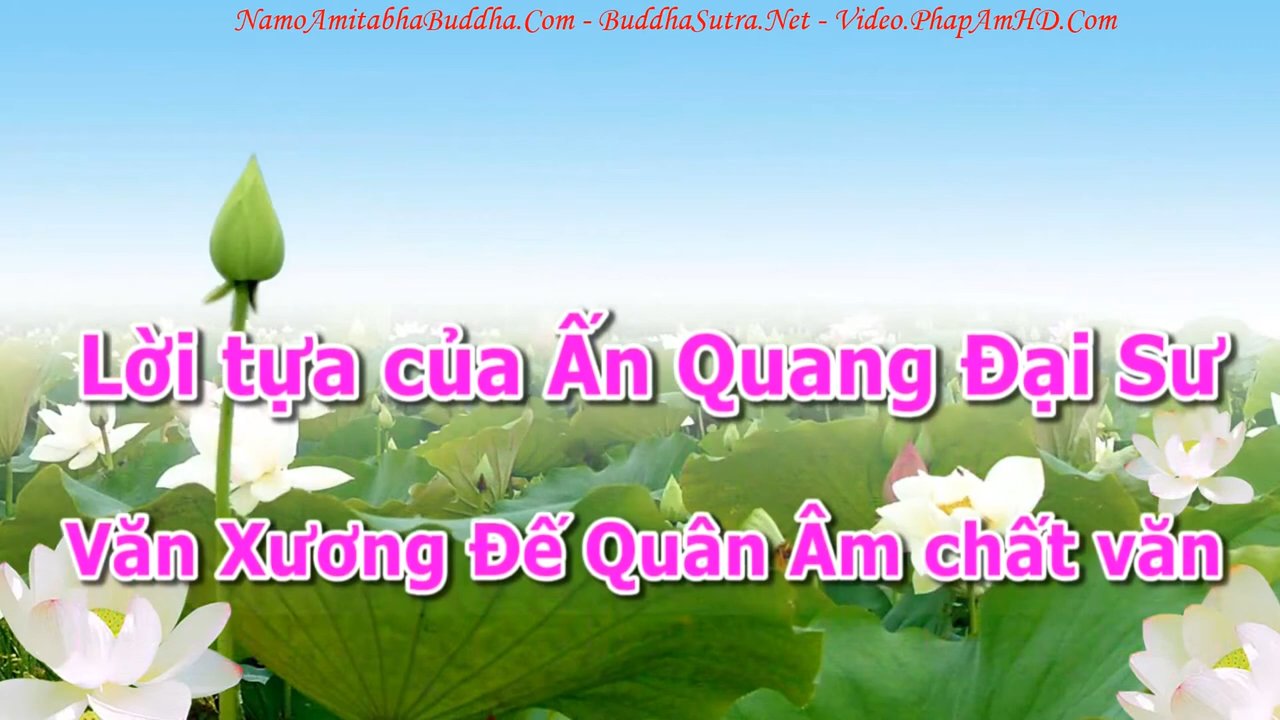 NamoAmitabhaBuddha.Com - BuddhaSutra.Net - Video.PhapAmHD.Com
Lời tựa của Ấn Quang Đại Sư
Văn Xương Đế Quân Âm chất văn